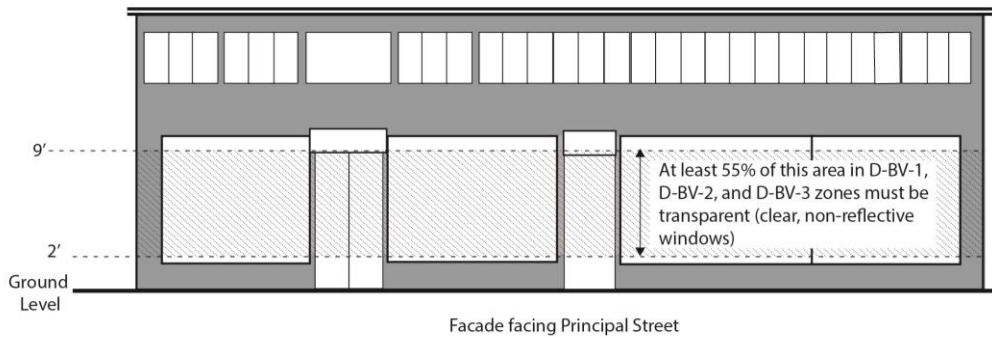 9'
At least 55% of this area in D-BV-1,
D-BV-2, and D-BV-3 zones must be
transparent (clear, non-reflective
windows)
2'
Ground
Level
Facade facing Principal Street